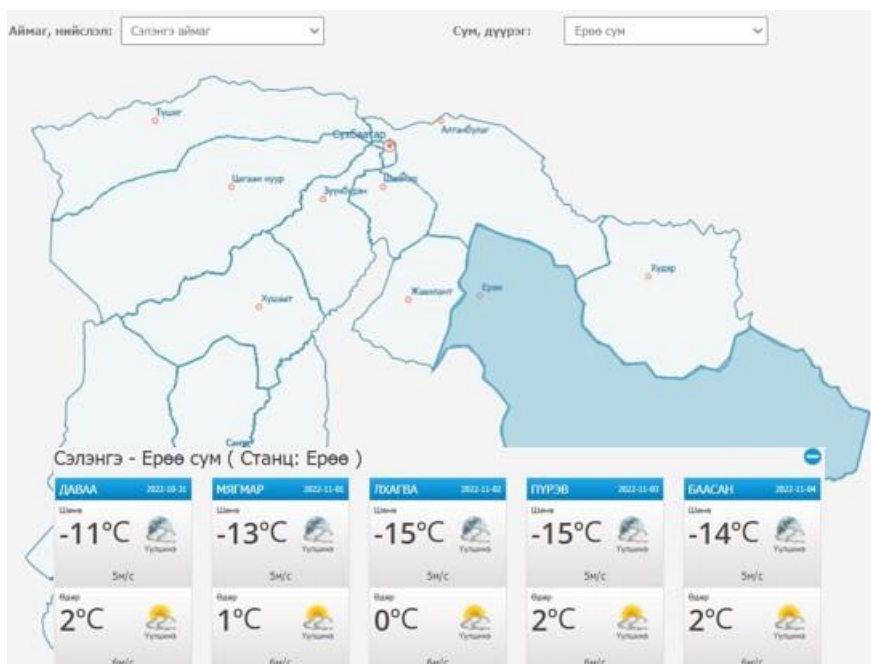 Аймаг, нийслэл: Сэлэнгэ аймаг Сум, дүүрэг: Ерөө сум
Түшиг
Сүхбаатар Алтанбулаг
Цагаан нуур Зүүнбүрэн Шаамар
Хүдэр
Хушаат Жавхлант Ерөө
Сант
Сэлэнгэ - Ерөө сум ( Станц: Ерөө )
ДАВАА 2022-10-31 МЯГМАР 2022-11-01 ЛХАГВА 2022-11-02 ПҮРЭВ 2022-11-03 БААСАН 2022-11-04
Шөнө Шөнө Шөнө Шөнө Шөнө
-11°C -13°C -15°C -15°C -14°C
Үүлшинэ Үүлшинэ Үүлшинэ Үүлшинэ Үүлшинэ
5м/с 5м/с 5м/с 5м/с 5м/с
Өдөр Өдөр Өдөр Өдөр Өдөр
2°C 1°C 0°C 2°C 2°C
Үүлшинэ Үүлшинэ Үүлшинэ Үүлшинэ Үүлшинэ
6м/с 6м/с 6м/с 6м/с 6м/с